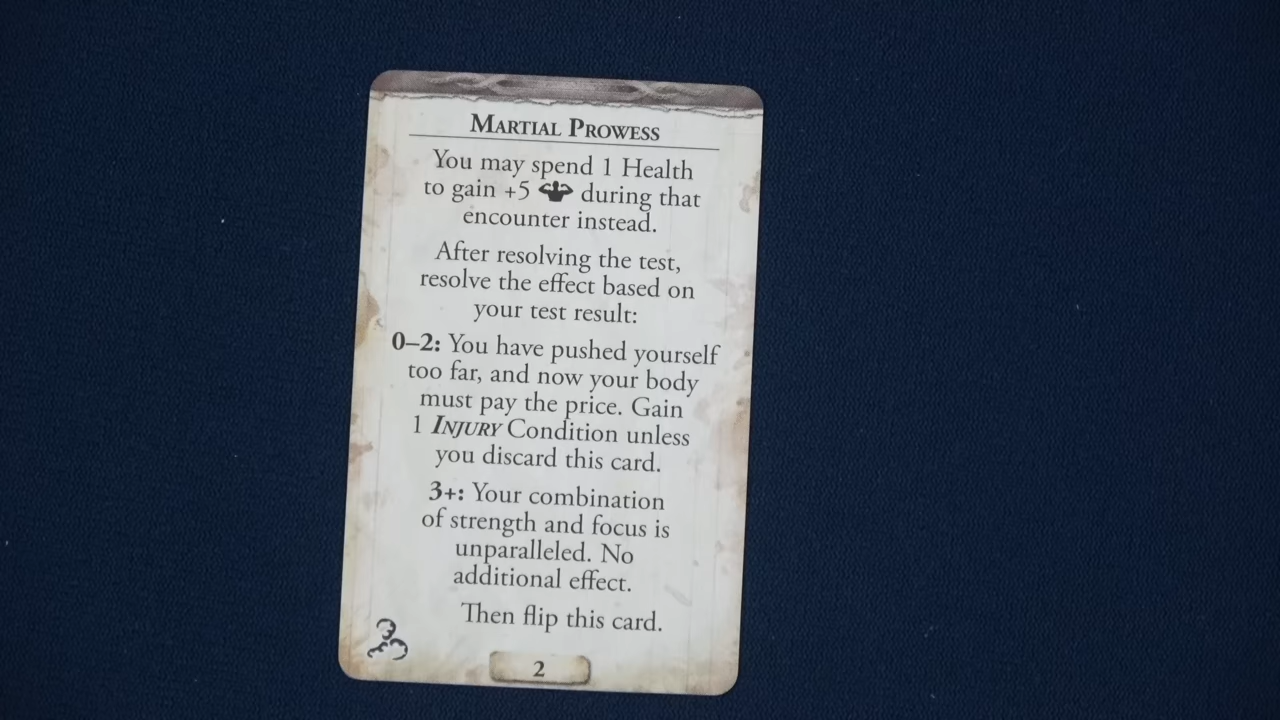 MARTIAL PROWESS
You may spend 1 Health
to gain +5 during that
encounter instead.
After resolving the test,
resolve the effect based on
your test result:
0–2: You have pushed yourself
too far, and now your body
must pay the price. Gain
1 INJURY Condition unless
you discard this card.
3+: Your combination
of strength and focus is
unparalleled. No
additional effect.
Then flip this card.
2